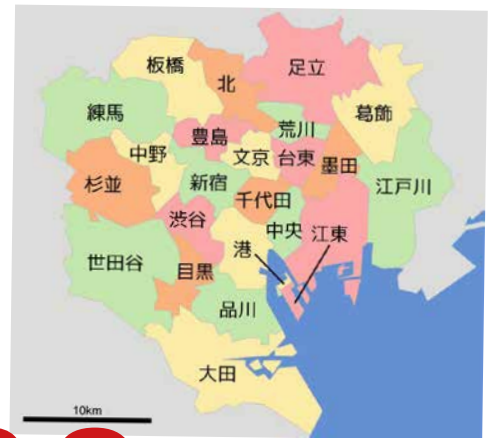 足立
板橋
北
葛飾
練馬
荒川
豊島
中野
文京
台東
墨田
杉並
新宿
江戸川
千代田
渋谷
中央
江東
港
世田谷
目黒
品川
大田
10km